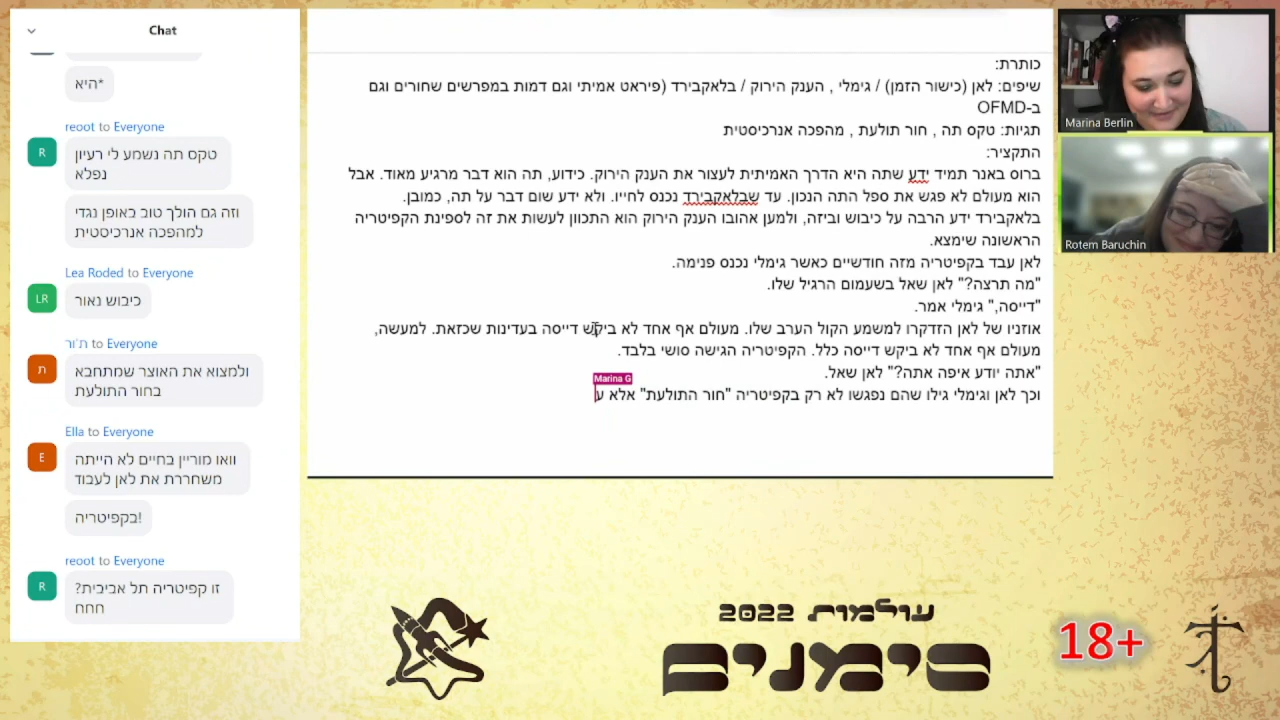 Chat
*היא
reoot to Everyone
R
טקס תה נשמע לי רעיון
נפלא
וזה גם הולך טוב באופן נגדי
למהפכה אנרכיסטית
Lea Roded to Everyone
LR
כיבוש נאור
ת'ור to Everyone
ת
ולמצוא את האוצר שמתחבא
בחור התולעת
Ella to Everyone
E
וואו מוריין בחיים לא הייתה
משחררת את לאן לעבוד
בקפיטריה!
reoot to Everyone
R
זו קפיטריה תל אביבית?
חחח
כותרת:
שיפים: לאן (כישור הזמן) / גימלי , הענק הירוק / בלאקבירד (פיראט אמיתי וגם דמות במפרשים שחורים וגם
ב-OFMD
תגיות: טקס תה , חור תולעת , מהפכה אנרכיסטית
התקציר:
ברוס באנר תמיד ידע שתה היא הדרך האמיתית לעצור את הענק הירוק. כידוע, תה הוא דבר מרגיע מאוד. אבל
הוא מעולם לא פגש את ספל התה הנכון. עד שבלאקבירד נכנס לחייו. ולא ידע שום דבר על תה, כמובן.
בלאקבירד ידע הרבה על כיבוש וביזה, ולמען אהובו הענק הירוק הוא התכוון לעשות את זה לספינת הקפיטריה
הראשונה שימצא.
לאן עבד בקפיטריה מזה חודשיים כאשר גימלי נכנס פנימה.
"מה תרצה?" לאן שאל בשעמום הרגיל שלו.
"דייסה," גימלי אמר.
אוזניו של לאן הזדקרו למשמע הקול הערב שלו. מעולם אף אחד לא ביקש דייסה בעדינות שכזאת. למעשה,
מעולם אף אחד לא ביקש דייסה כלל. הקפיטריה הגישה סושי בלבד.
"אתה יודע איפה אתה?" לאן שאל.
Marina G
וכך לאן וגימלי גילו שהם נפגשו לא רק בקפיטריה "חור התולעת" אלא ע
Marina Berlin
Rotem Baruchin
עולמות 2022
סימנים
18+